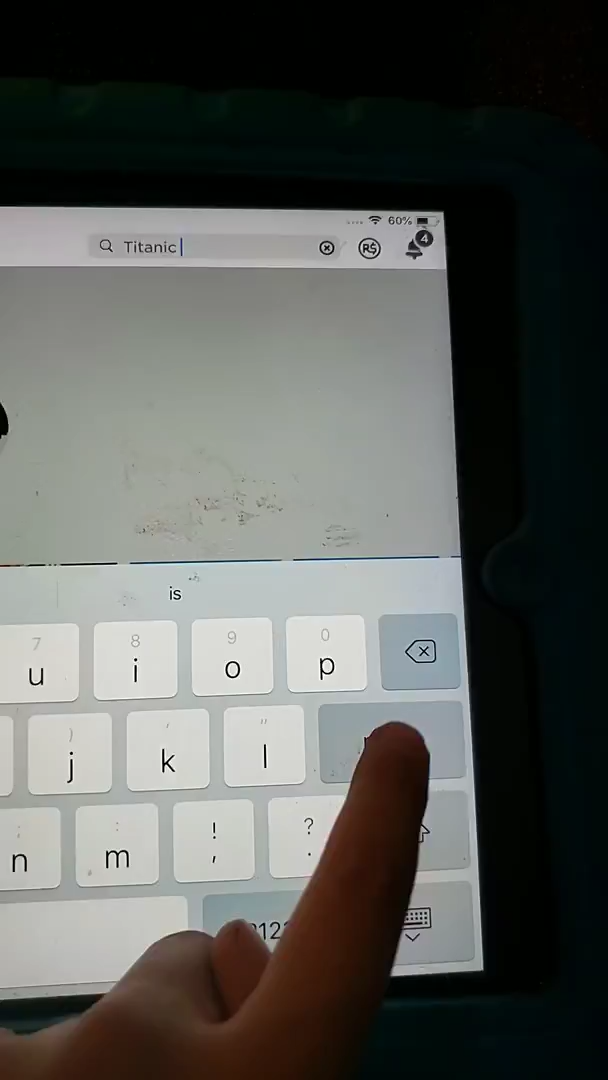 60%
Titanic
R$
4
is
7 8 9 0
u i o p
) ' "
j k l
; : ! ?
n m , .